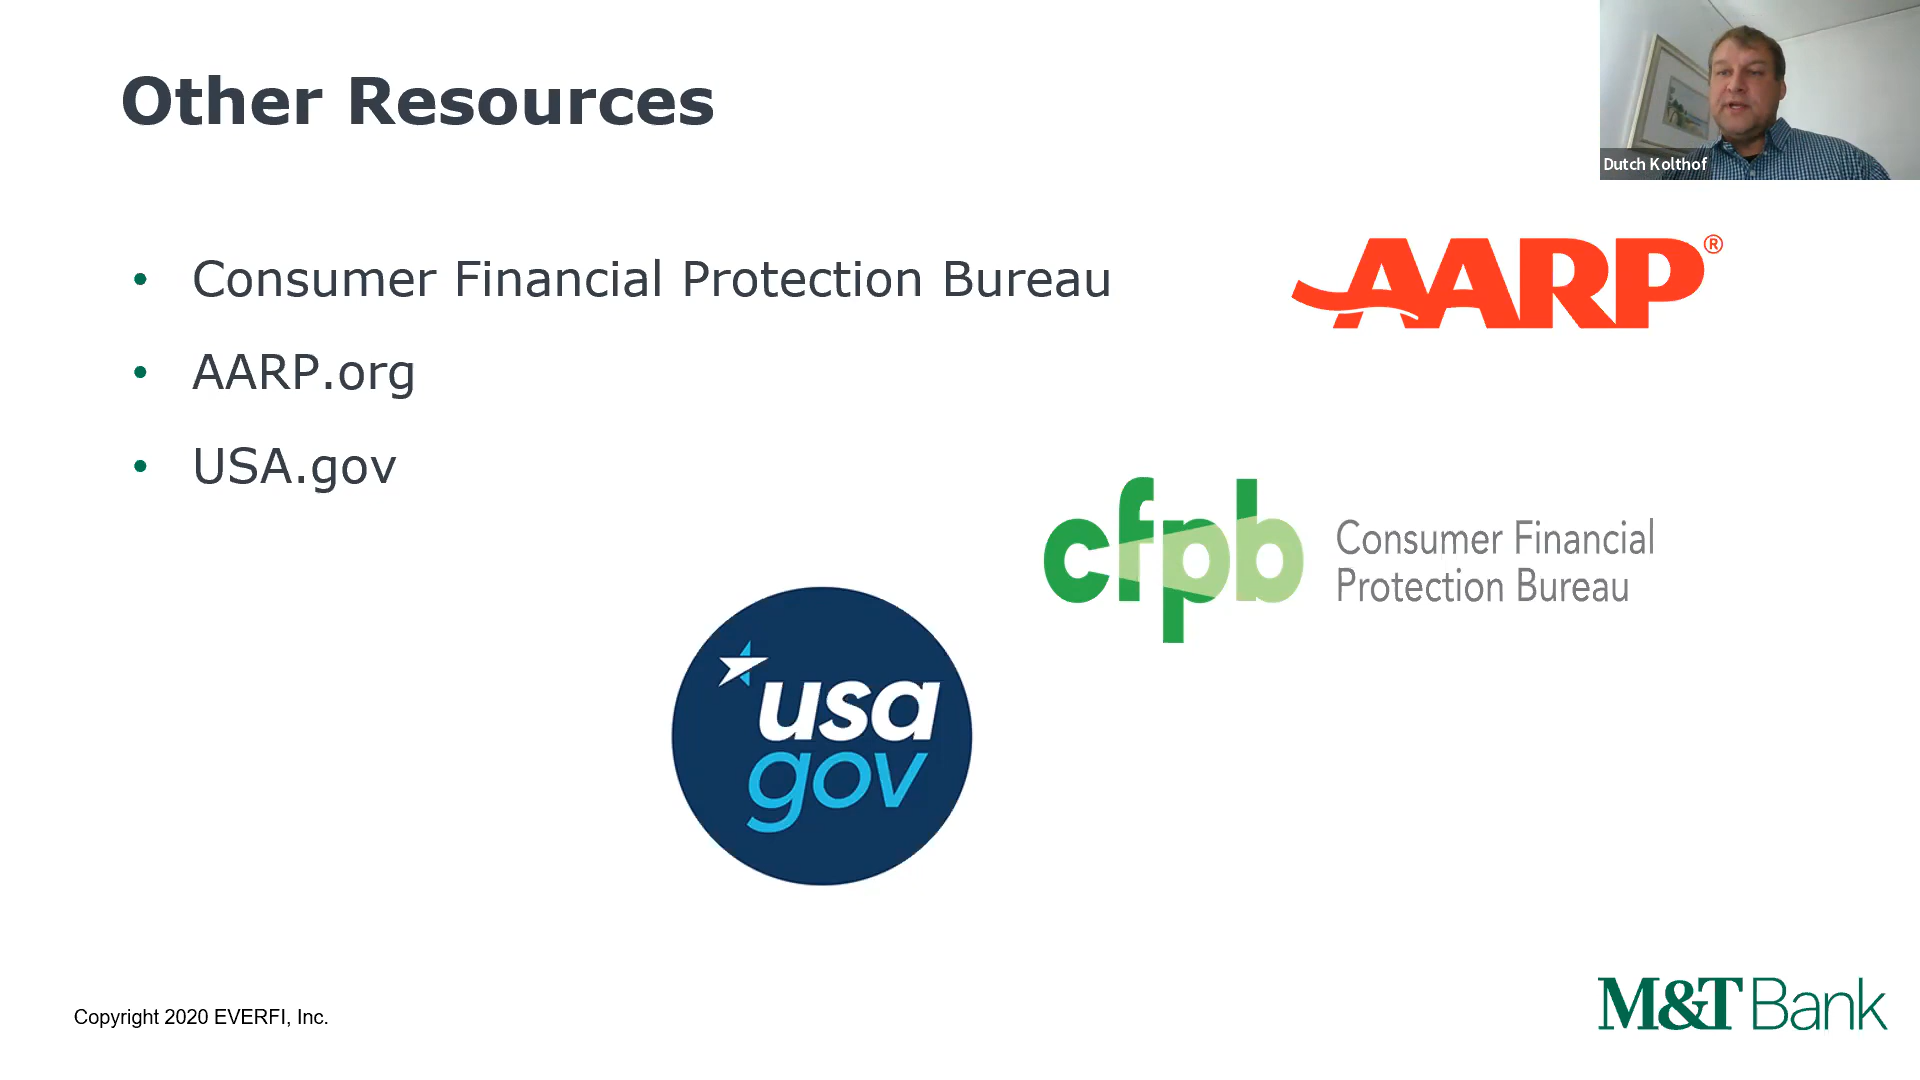 Other Resources
Dutch Kolthof
• Consumer Financial Protection Bureau
• AARP.org
• USA.gov
AARP®
cfpb
Consumer Financial
Protection Bureau
usa
gov
Copyright 2020 EVERFI, Inc.
M&T Bank